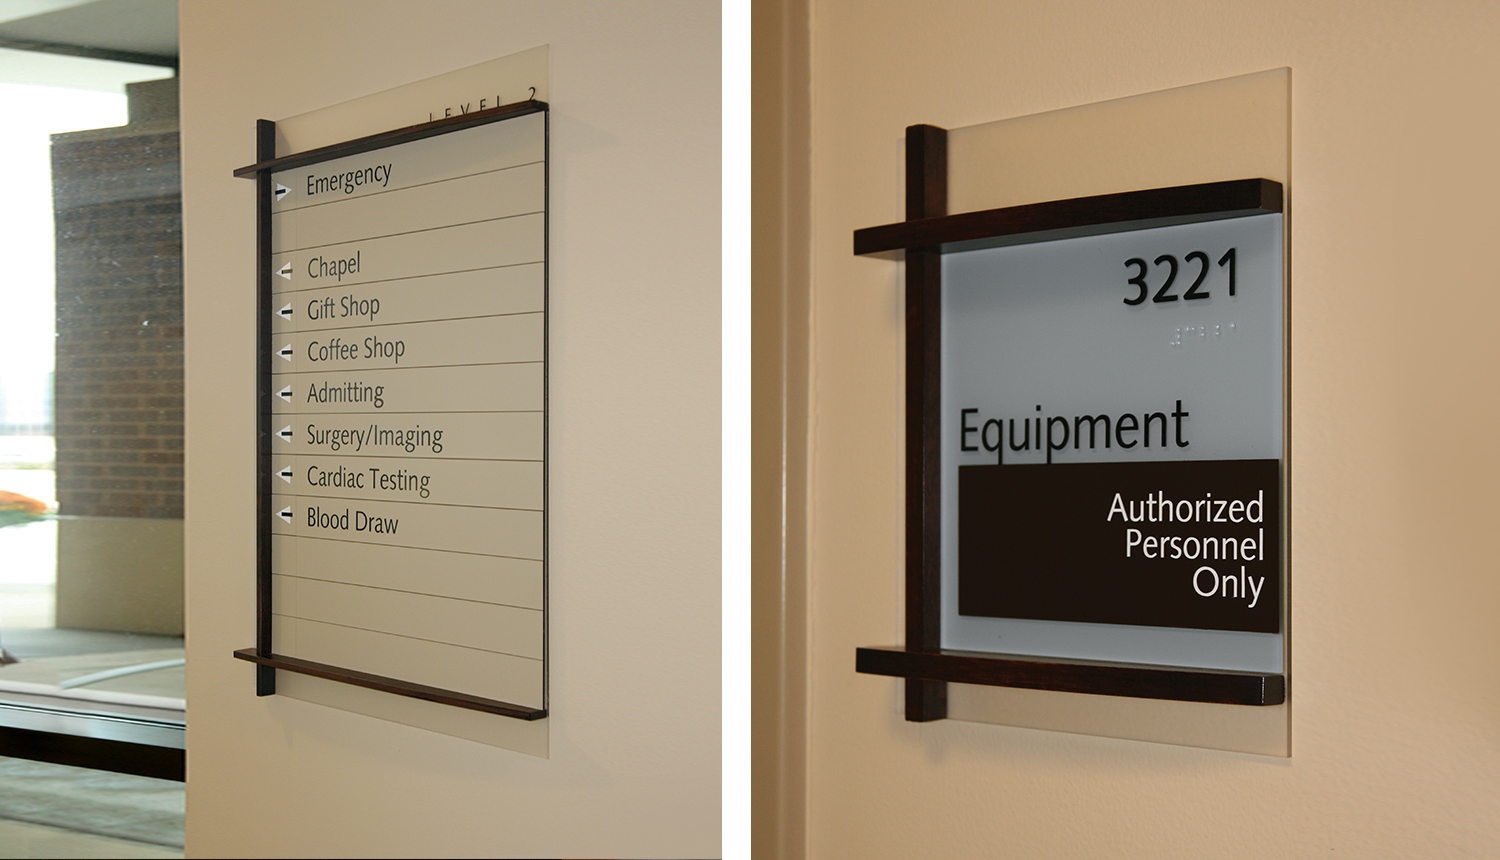 LEVEL 2
Emergency
Chapel
Gift Shop
Coffee Shop
Admitting
Surgery/Imaging
Cardiac Testing
Blood Draw
3221
Equipment
Authorized
Personnel
Only